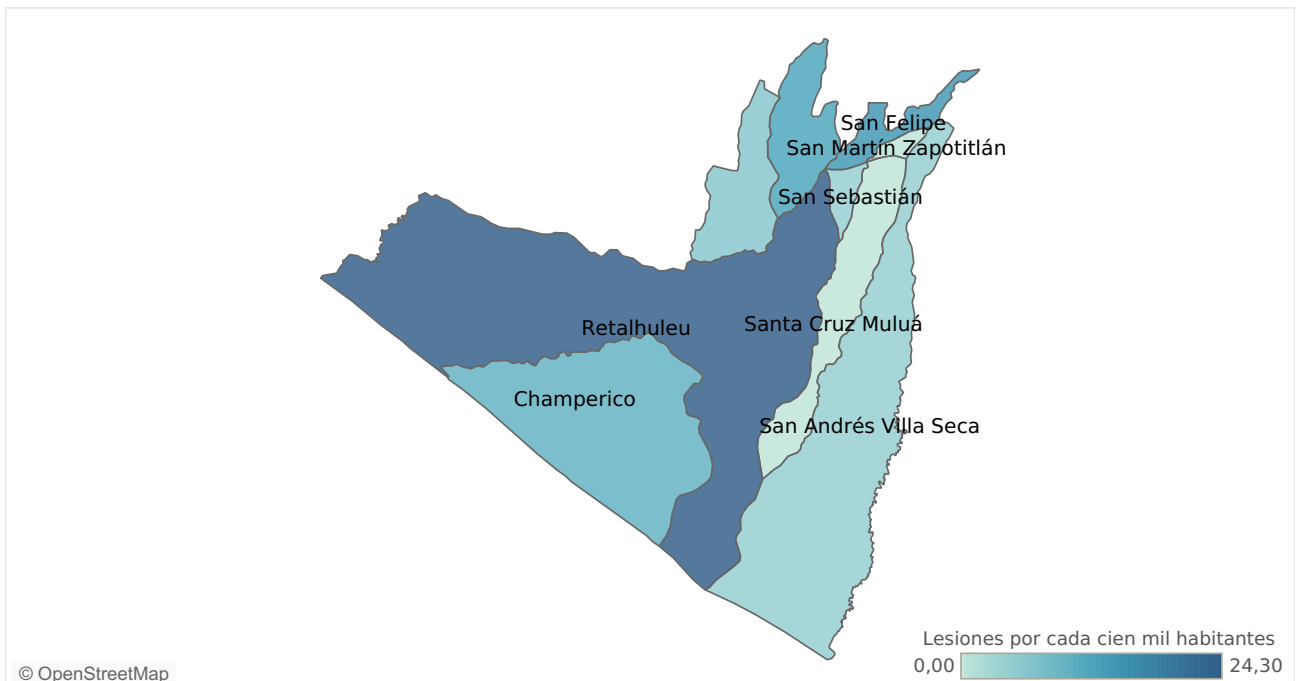 San Felipe
San Martín Zapotitlán
San Sebastián
Retalhuleu
Santa Cruz Muluá
Champerico
San Andrés Villa Seca
Lesiones por cada cien mil habitantes
0,00 24,30
© OpenStreetMap